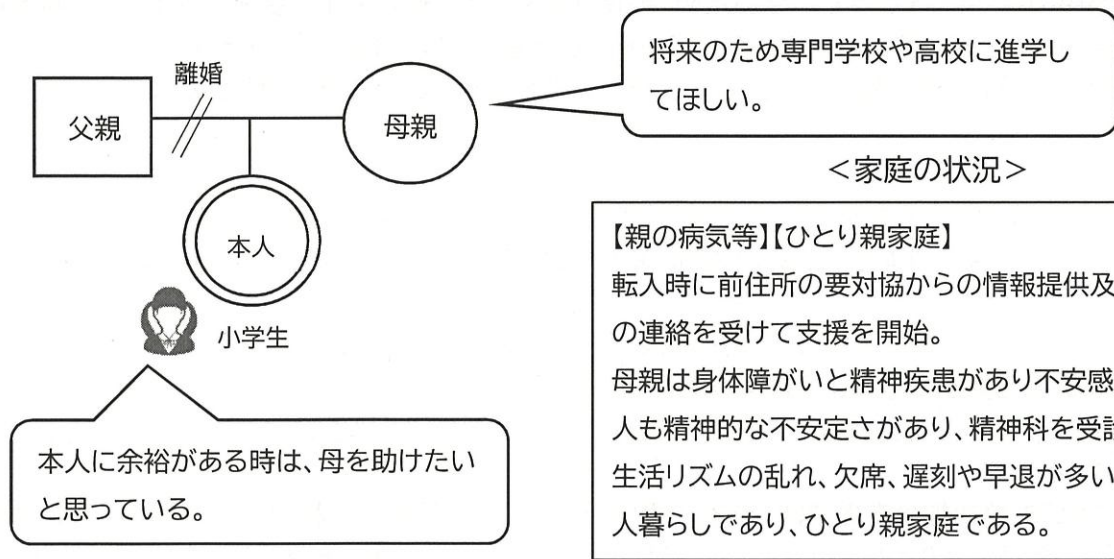 離婚
父親
母親
本人
小学生
将来のため専門学校や高校に進学し
てほしい。
<家庭の状況>
【親の病気等】【ひとり親家庭】
転入時に前住所の要対協からの情報提供及
の連絡を受けて支援を開始。
母親は身体障がいと精神疾患があり不安感
人も精神的な不安定さがあり、精神科を受
生活リズムの乱れ、欠席、遅刻や早退が多い
人暮らしであり、ひとり親家庭である。
本人に余裕がある時は、母を助けたい
と思っている。